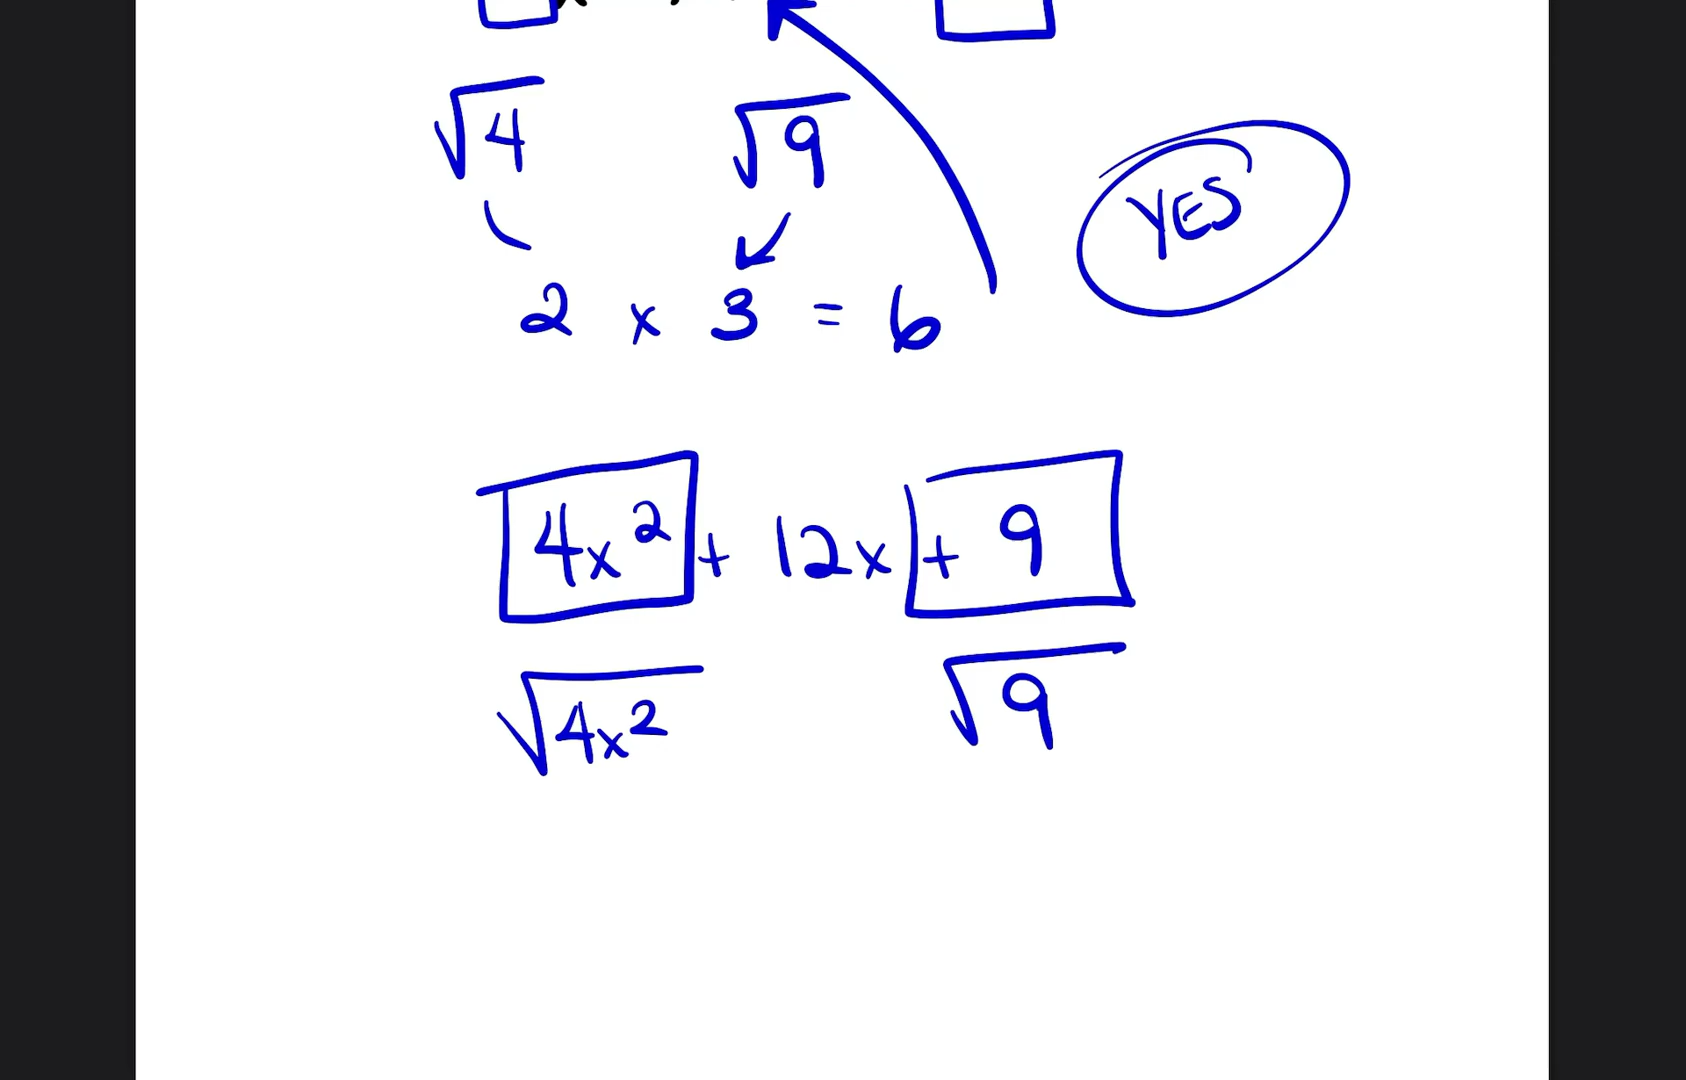 √4 √9
YES
2 x 3 = 6
4x² + 12x + 9
√4x² √9